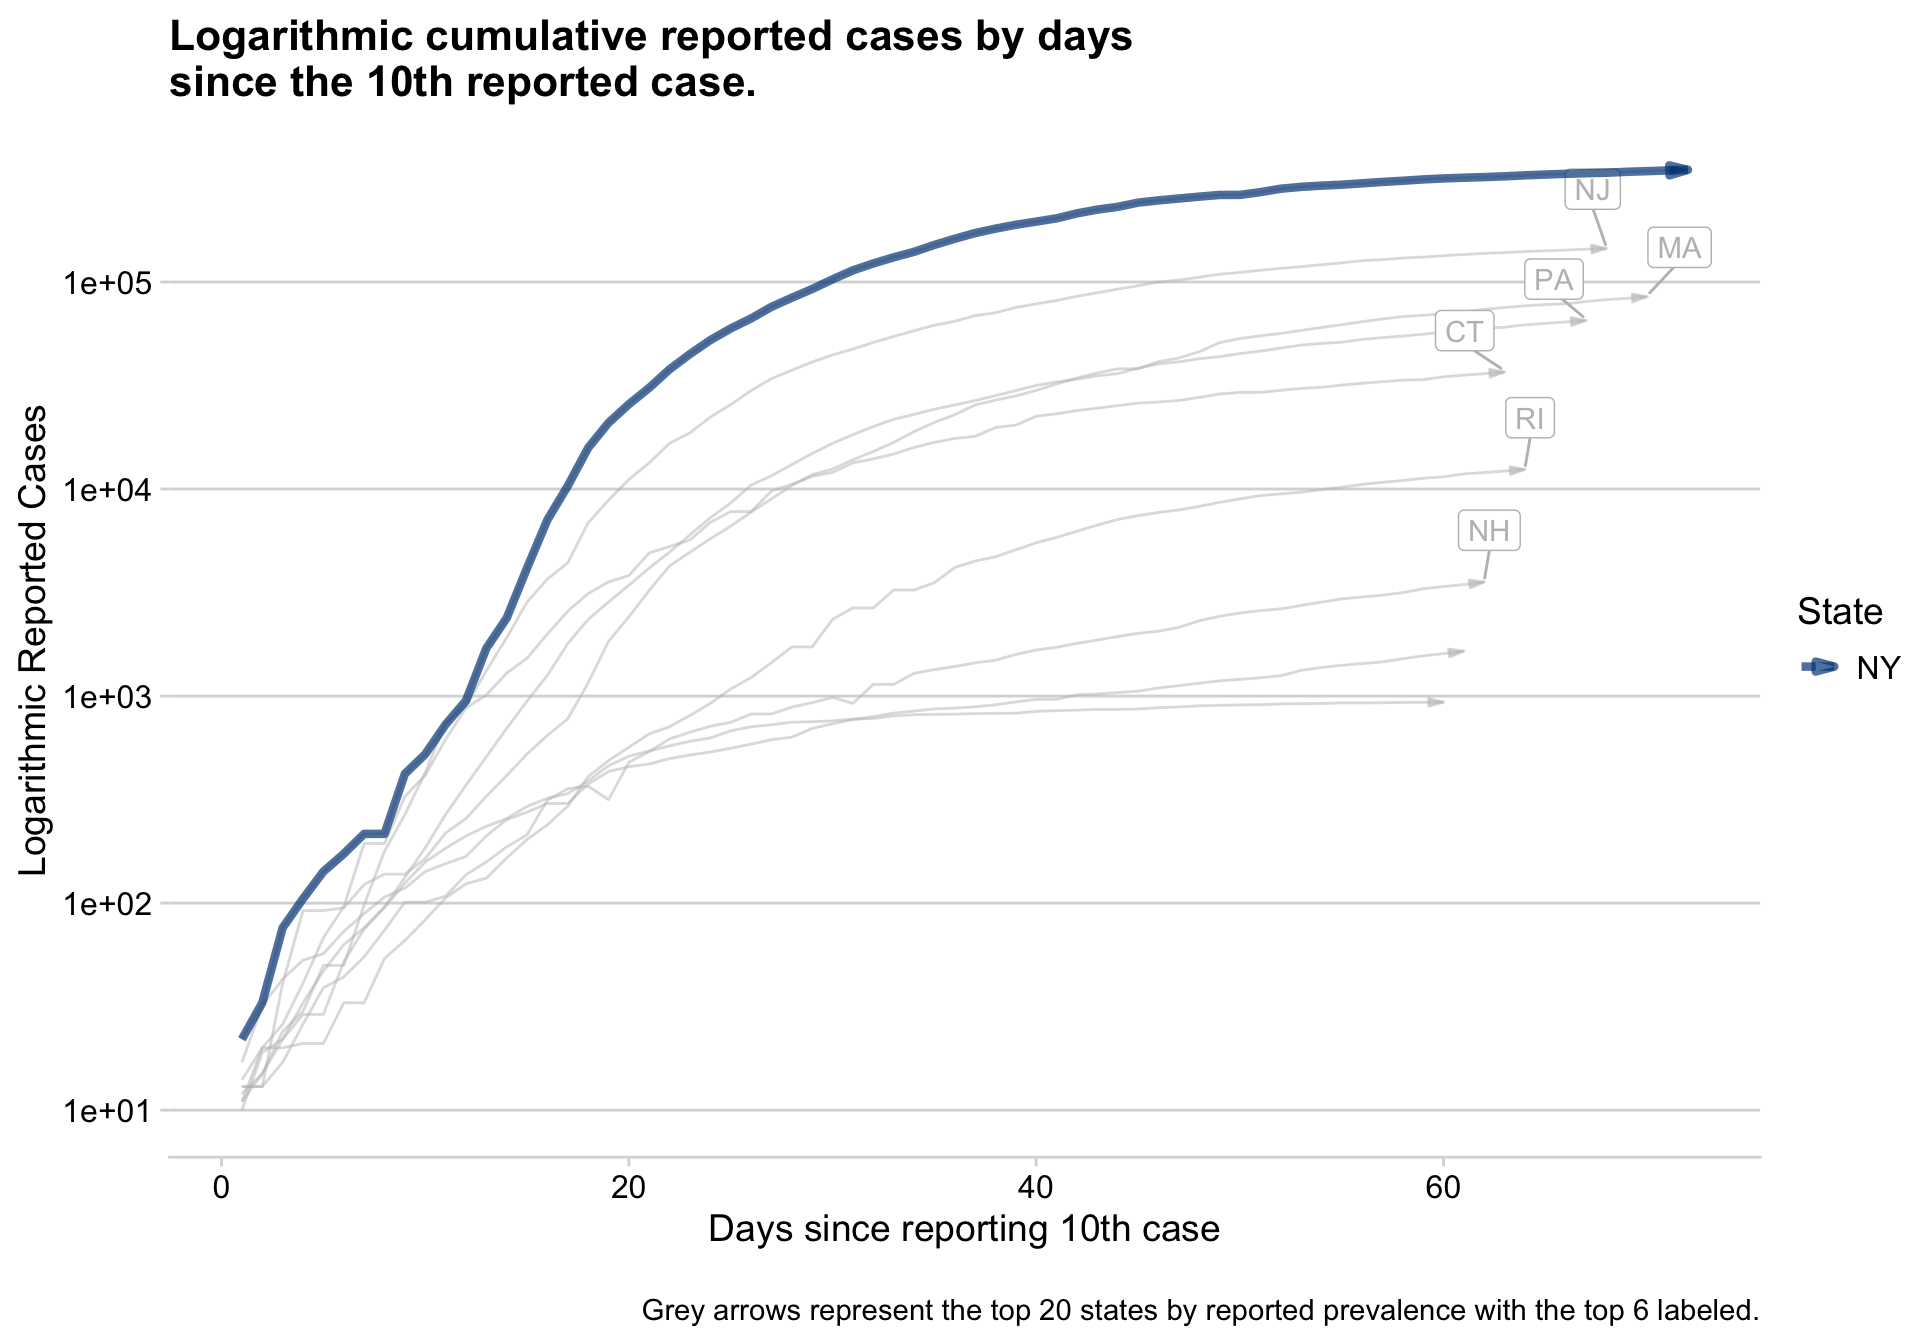 Logarithmic cumulative reported cases by days
since the 10th reported case.
NJ
MA
PA
CT
RI
NH
1e+05
1e+04
1e+03
1e+02
1e+01
Logarithmic Reported Cases
0
20
40
60
Days since reporting 10th case
State
NY
Grey arrows represent the top 20 states by reported prevalence with the top 6 labeled.